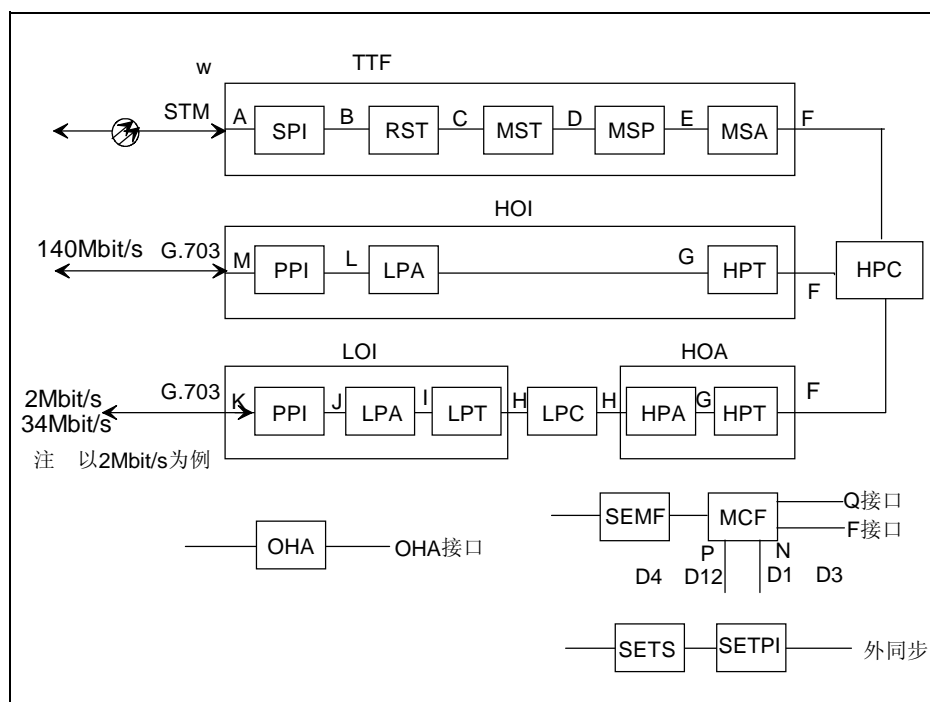 w TTF
STM A SPI B RST C MST D MSP E MSA F
HOI
140Mbit/s G.703 M PPI L LPA G HPT F HPC
LOI HOA
2Mbit/s G.703 K PPI J LPA I LPT H LPC H HPA G HPT F
34Mbit/s
注 以2Mbit/s为例
SEMF MCF Q接口
F接口
OHA OHA接口
P N
D4 D12 D1 D3
SETS SETPI 外同步